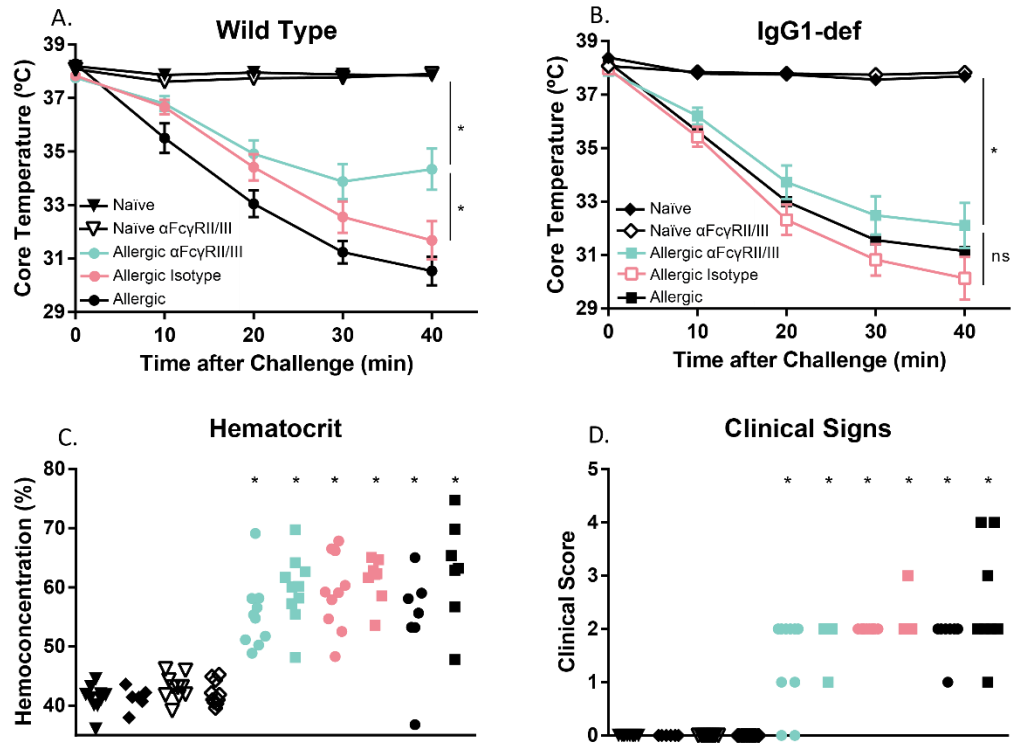 A.
Wild Type
Core Temperature (ºC)
39
37
35
33
31
29
Naïve
Naïve αFcγRII/III
Allergic αFcγRII/III
Allergic Isotype
Allergic
*
*
0 10 20 30 40
Time after Challenge (min)
B.
IgG1-def
Core Temperature (ºC)
39
37
35
33
31
29
Naïve
Naïve αFcγRII/III
Allergic αFcγRII/III
Allergic Isotype
Allergic
*
ns
0 10 20 30 40
Time after Challenge (min)
C.
Hematocrit
Hemoconcentration (%)
80
70
60
50
40
* * * * * *
D.
Clinical Signs
Clinical Score
5
4
3
2
1
0
* * * * * *